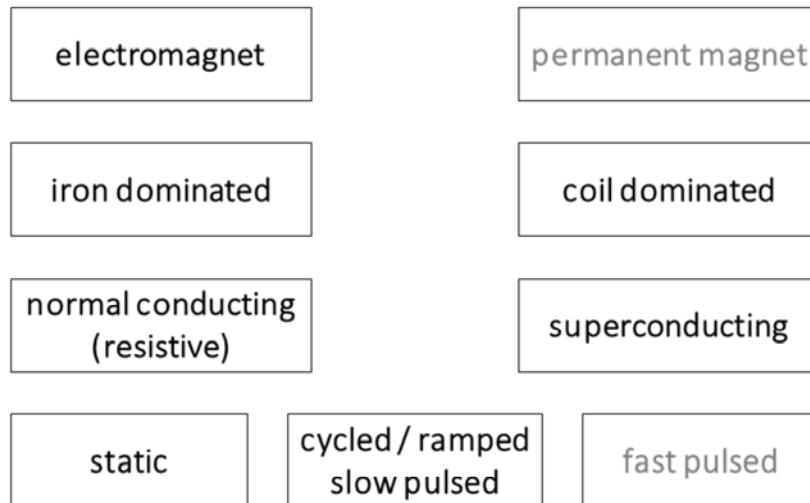 electromagnet
permanent magnet
iron dominated
coil dominated
normal conducting
(resistive)
superconducting
static
cycled / ramped
slow pulsed
fast pulsed